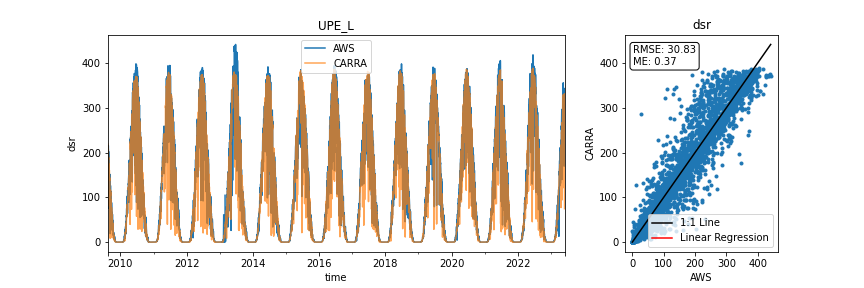 UPE_L
dsr
400
300
200
100
0
2010
2012
2014
2016
2018
2020
2022
time
AWS
CARRA
dsr
CARRA
400
300
200
100
0
0
100
200
300
400
AWS
RMSE: 30.83
ME: 0.37
1:1 Line
Linear Regression